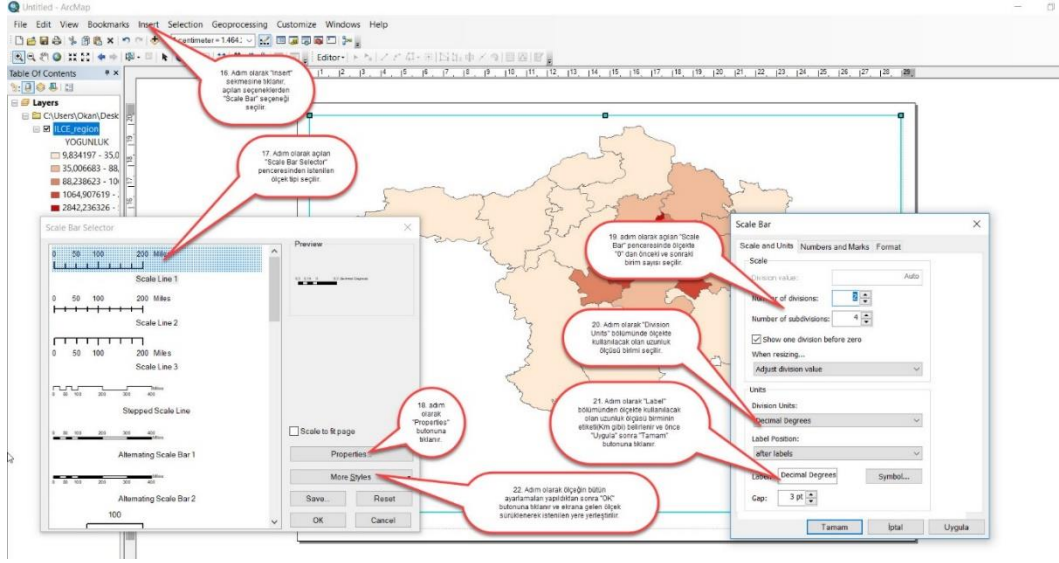 Untitled - ArcMap
File Edit View Bookmarks Insert Selection Geoprocessing Customize Windows Help
1 centimeter = 1.464
Editor
Table Of Contents
Layers
C:\Users\Okan\Desk
ILCE_region
YOGUNLUK
9,834197 - 35,0
35,006683 - 88,
88,238623 - 10
1064,907619 -
2842,236326 -
16. Adım olarak "Insert"
sekmesine tıklanır,
açılan seçeneklerden
"Scale Bar" seçeneği
seçilir.
17. Adım olarak açılan
"Scale Bar Selector"
penceresinden istenilen
ölçek tipi seçilir.
Scale Bar Selector
0 50 100 200 Miles
Scale Line 1
0 50 100 200 Miles
Scale Line 2
0 50 100 200 Miles
Scale Line 3
Stepped Scale Line
Alternating Scale Bar 1
Alternating Scale Bar 2
100
Preview
Scale to fit page
Properties
More Styles
Save..
Reset
OK
Cancel
18. adım
olarak
"Properties"
butonuna
tıklanır.
22. Adım olarak ölçeğin bütün
ayarlamaları yapıldıktan sonra "OK"
butonuna tıklanır ve ekrana gelen ölçek
sürüklenerek istenilen yere yerleştirilir.
19. adım olarak açılan "Scale
Bar" penceresinde ölçekte
"0" dan önceki ve sonraki
birim sayısı seçilir.
20. Adım olarak "Division
Units" bölümünde ölçekte
kullanılacak olan uzunluk
ölçüsü birimi seçilir.
21. Adım olarak "Label"
bölümünden ölçekte kullanılacak
olan uzunluk ölçüsü birminin
etiketi(Km gibi) belirlenir ve önce
"Uygula" sonra "Tamam"
butonuna tıklanır.
Scale Bar
Scale and Units Numbers and Marks Format
Scale
Division value: Auto
Number of divisions: 2
Number of subdivisions: 4
Show one division before zero
When resizing...
Adjust division value
Units
Division Units:
Decimal Degrees
Label Position:
after labels
Label: Decimal Degrees Symbol...
Gap: 3 pt
Tamam İptal Uygula